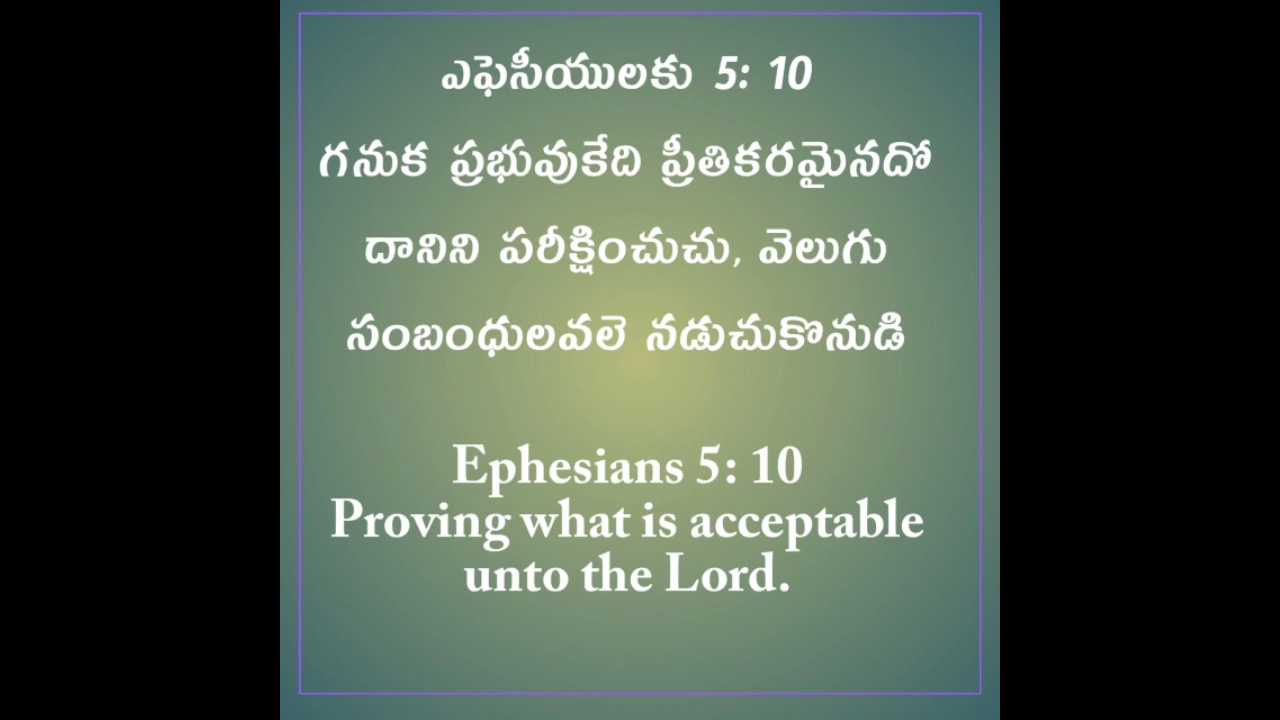 ఎఫెసీయులకు 5: 10
గనుక ప్రభువుకేది ప్రీతికరమైనదో
దానిని పరీక్షించుచు, వెలుగు
సంబంధులవలె నడుచుకొనుడి
Ephesians 5: 10
Proving what is acceptable
unto the Lord.